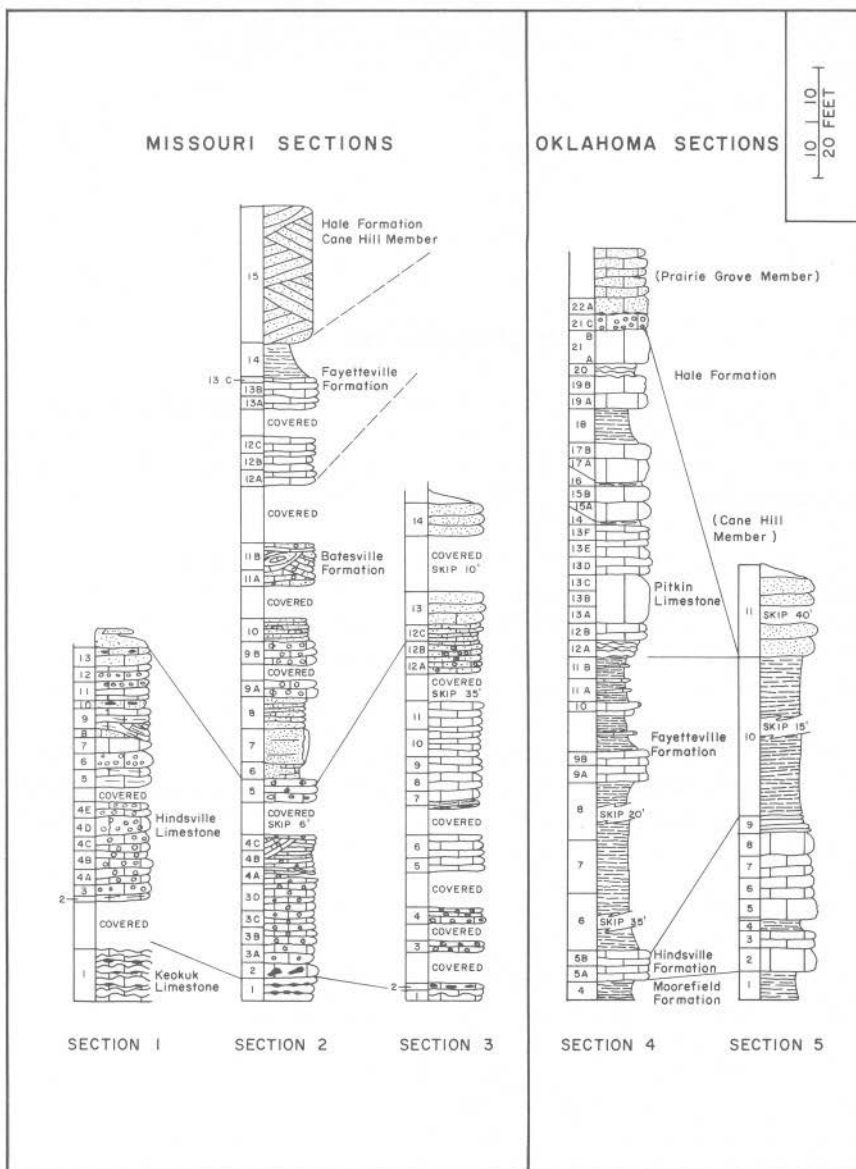 MISSOURI SECTIONS
OKLAHOMA SECTIONS
10 | 10
20 FEET
13
12
11
10
9
8
7
6
5
COVERED
4E
4D
4C
4B
4A
3
2
COVERED
1
Hindsville
Limestone
Keokuk
Limestone
SECTION 1
15
14
13 C
13B
13A
COVERED
12C
12B
12A
COVERED
11B
11A
COVERED
10
9B
COVERED
9A
8
7
6
5
COVERED
SKIP 6'
4C
4B
4A
3D
3C
3B
3A
2
1
Hale Formation
Cane Hill Member
Fayetteville
Formation
Batesville
Formation
SECTION 2
14
COVERED
SKIP 10'
13
12C
12B
12A
COVERED
SKIP 35'
11
10
9
8
7
COVERED
6
5
COVERED
4
COVERED
3
COVERED
2
1
SECTION 3
22A
21C
B
21
A
20
19B
19A
18
17B
17A
16
15B
15A
14
13F
13E
13D
13C
13B
13A
12B
12A
11B
11A
10
9B
9A
8
SKIP 20'
7
6
SKIP 35'
5B
5A
4
(Prairie Grove Member)
Hale Formation
(Cane Hill
Member)
Pitkin
Limestone
Fayetteville
Formation
Hindsville
Formation
Moorefield
Formation
SECTION 4
11
SKIP 40'
10
SKIP 15'
9
8
7
6
5
4
3
2
1
SECTION 5